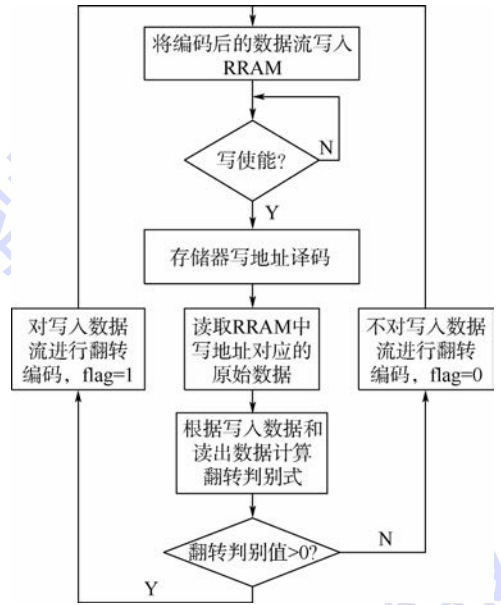 将编码后的数据流写入
RRAM
N
写使能?
Y
存储器写地址译码
对写入数据
流进行翻转
编码，flag=1
读取RRAM中
写地址对应的
原始数据
不对写入数据
流进行翻转
编码，flag=0
根据写入数据和
读出数据计算
翻转判别式
翻转判别值>0?
N
Y